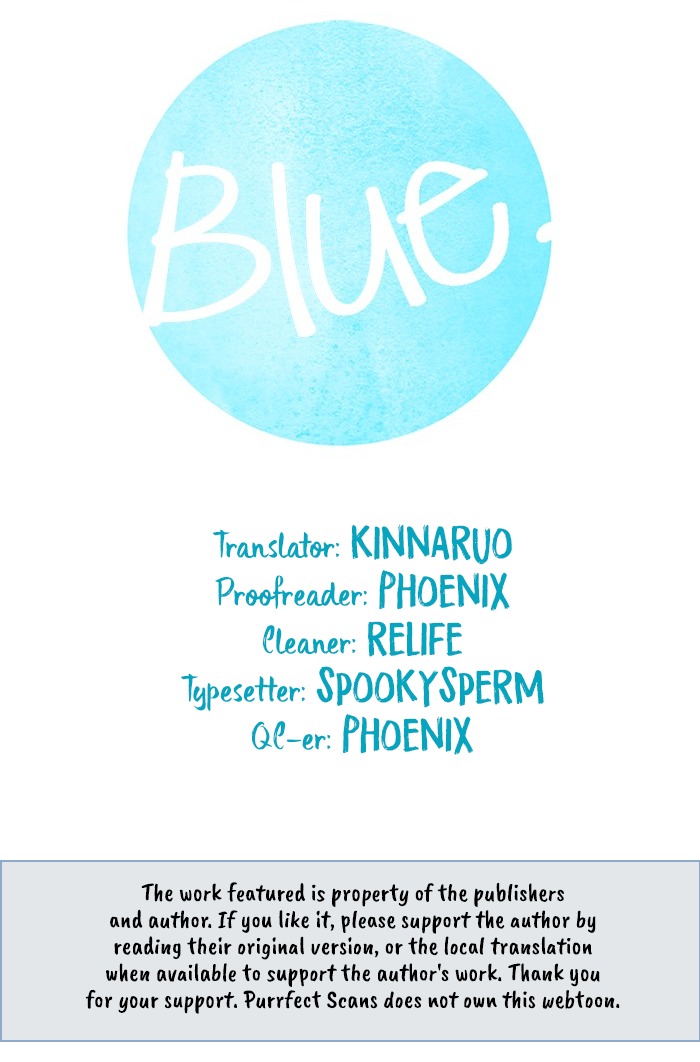 Blue.
Translator: KINNARUO
Proofreader: PHOENIX
Cleaner: RELIFE
Typesetter: SPOOKYSPERM
QC-er: PHOENIX
The work featured is property of the publishers
and author. If you like it, please support the author by
reading their original version, or the local translation
when available to support the author's work. Thank you
for your support. Purrfect Scans does not own this webtoon.